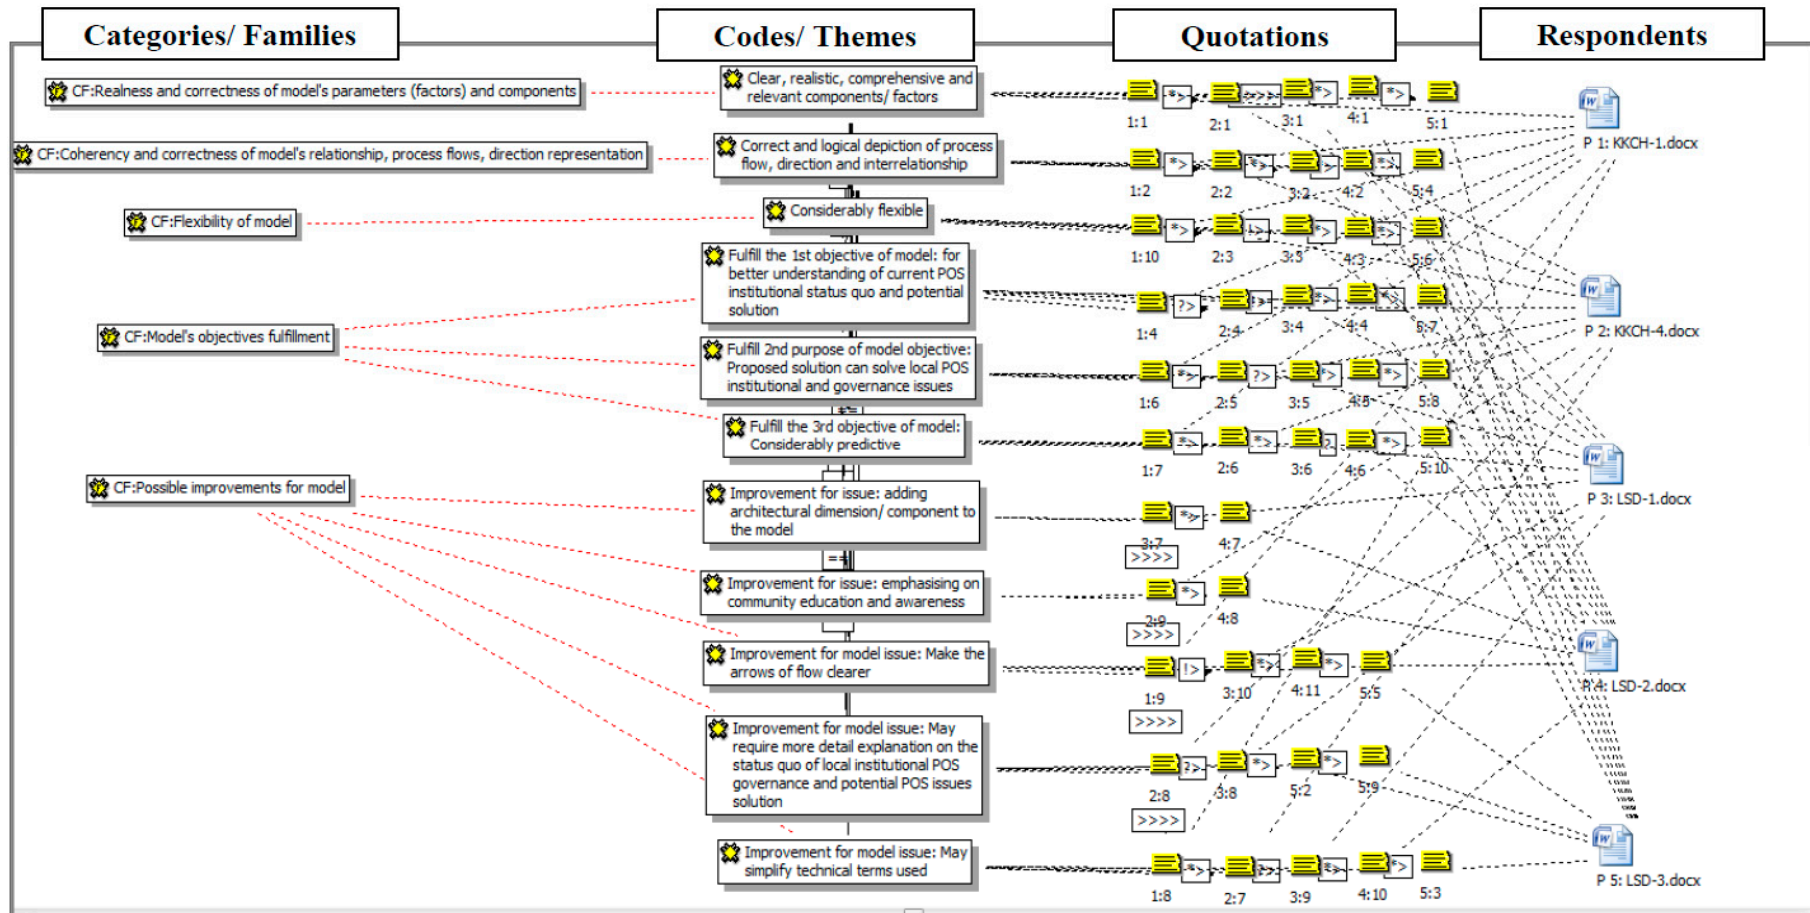 Categories/ Families
Codes/ Themes
Quotations
Respondents
CF:Realness and correctness of model's parameters (factors) and components
Clear, realistic, comprehensive and
relevant components/ factors
1:1
2:1
3:1
4:1
5:1
P 1: KKCH-1.docx
CF:Coherency and correctness of model's relationship, process flows, direction representation
Correct and logical depiction of process
flow, direction and interrelationship
1:2
2:2
3:2
4:2
5:4
CF:Flexibility of model
Considerably flexible
1:10
2:3
3:3
4:3
5:6
Fulfill the 1st objective of model: for
better understanding of current POS
institutional status quo and potential
solution
1:4
2:4
3:4
4:4
5:7
P 2: KKCH-4.docx
CF:Model's objectives fulfillment
Fulfill 2nd purpose of model objective:
Proposed solution can solve local POS
institutional and governance issues
1:6
2:5
3:5
4:5
5:8
Fulfill the 3rd objective of model:
Considerably predictive
1:7
2:6
3:6
4:6
5:10
P 3: LSD-1.docx
CF:Possible improvements for model
Improvement for issue: adding
architectural dimension/ component to
the model
3:7
4:7
>>>>
Improvement for issue: emphasising on
community education and awareness
2:9
4:8
>>>>
Improvement for model issue: Make the
arrows of flow clearer
1:9
3:10
4:11
5:5
>>>>
P 4: LSD-2.docx
Improvement for model issue: May
require more detail explanation on the
status quo of local institutional POS
governance and potential POS issues
solution
2:8
3:8
5:2
5:9
>>>>
Improvement for model issue: May
simplify technical terms used
1:8
2:7
3:9
4:10
5:3
P 5: LSD-3.docx